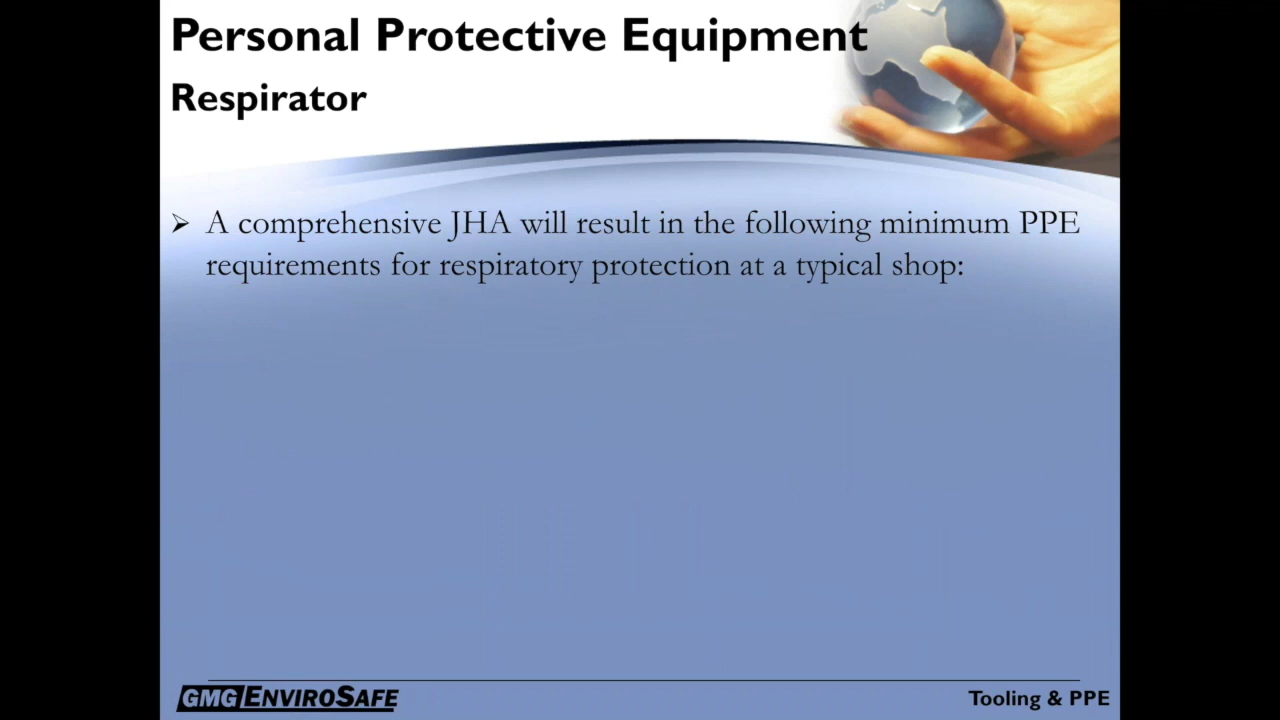 Personal Protective Equipment
Respirator
➢ A comprehensive JHA will result in the following minimum PPE
requirements for respiratory protection at a typical shop:
GMG ENVIROSAFE
Tooling & PPE